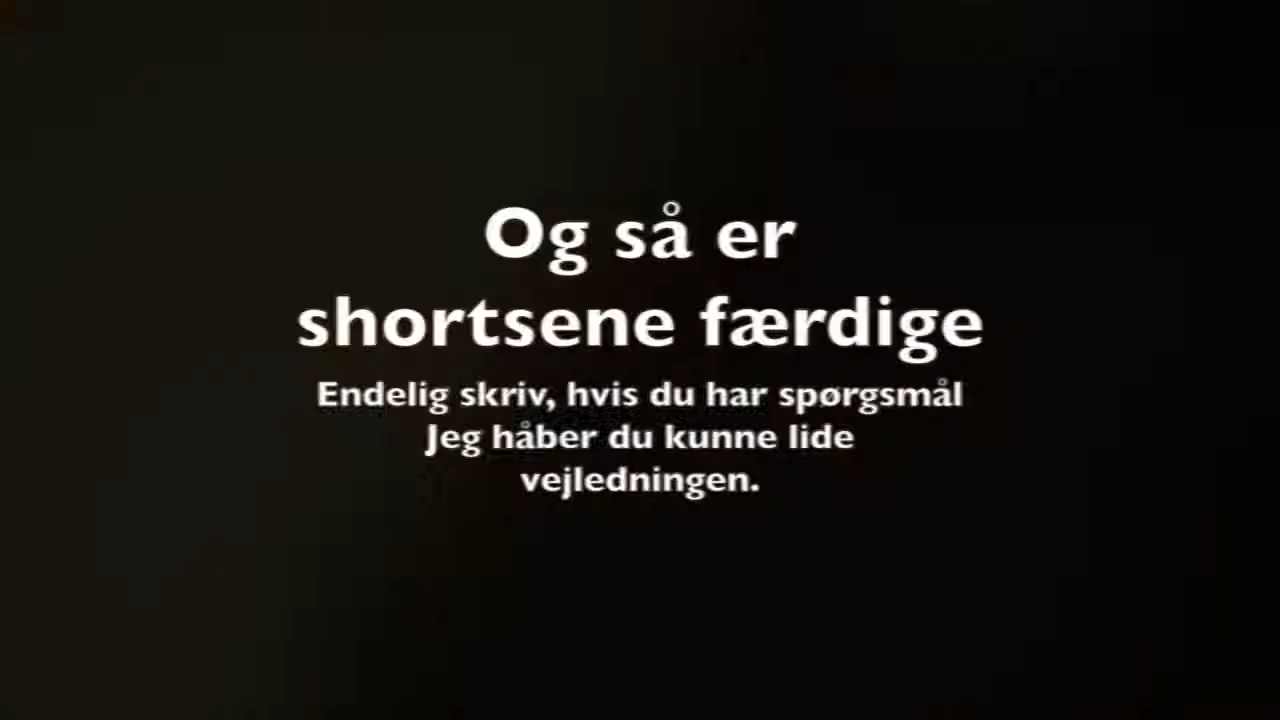 Og så er
shortsene færdige
Endelig skriv, hvis du har spørgsmål
Jeg håber du kunne lide
vejledningen.